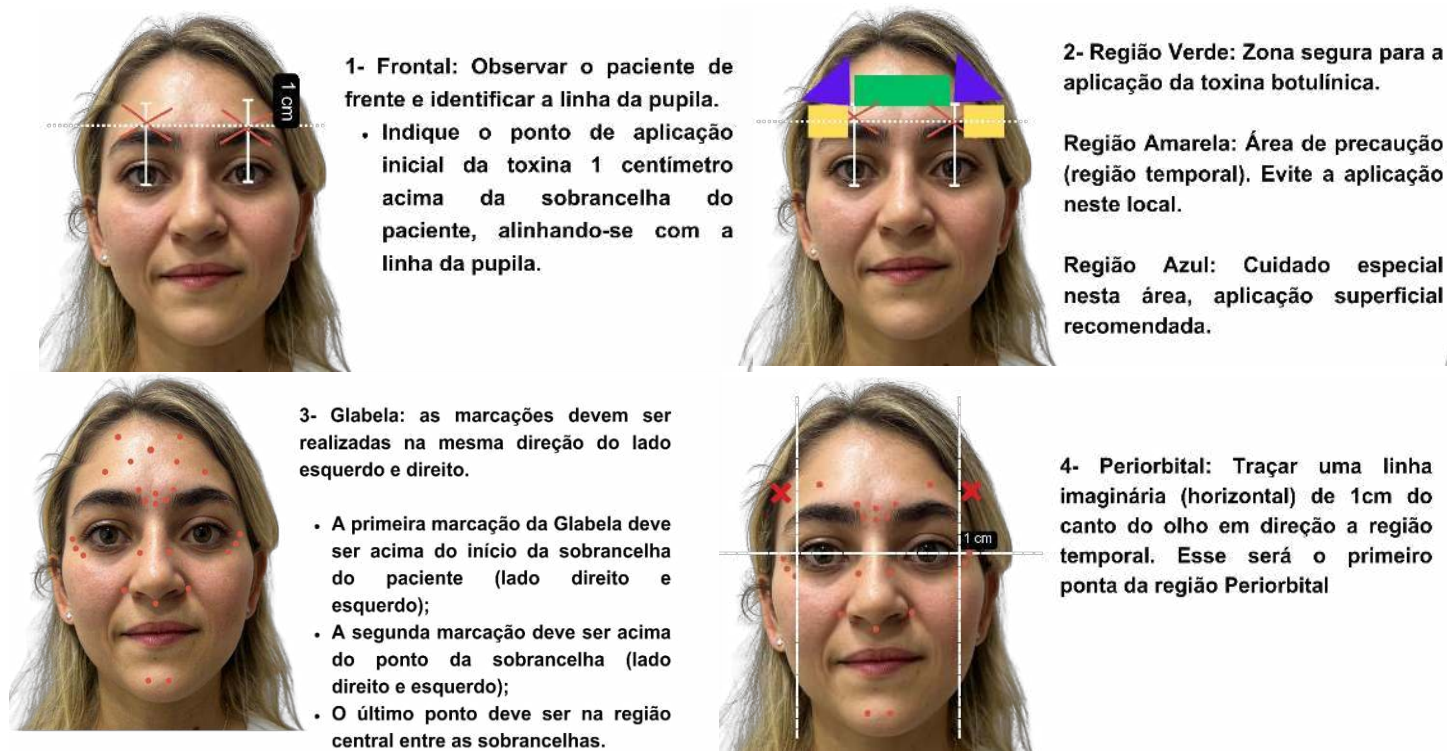 1 cm
1- Frontal: Observar o paciente de
frente e identificar a linha da pupila.
• Indique o ponto de aplicação
inicial da toxina 1 centímetro
acima da sobrancelha do
paciente, alinhando-se com a
linha da pupila.
2- Região Verde: Zona segura para a
aplicação da toxina botulínica.
Região Amarela: Área de precaução
(região temporal). Evite a aplicação
neste local.
Região Azul: Cuidado especial
nesta área, aplicação superficial
recomendada.
3- Glabela: as marcações devem ser
realizadas na mesma direção do lado
esquerdo e direito.
• A primeira marcação da Glabela deve
ser acima do início da sobrancelha
do paciente (lado direito e
esquerdo);
• A segunda marcação deve ser acima
do ponto da sobrancelha (lado
direito e esquerdo);
• O último ponto deve ser na região
central entre as sobrancelhas.
1 cm
4- Periorbital: Traçar uma linha
imaginária (horizontal) de 1cm do
canto do olho em direção a região
temporal. Esse será o primeiro
ponta da região Periorbital